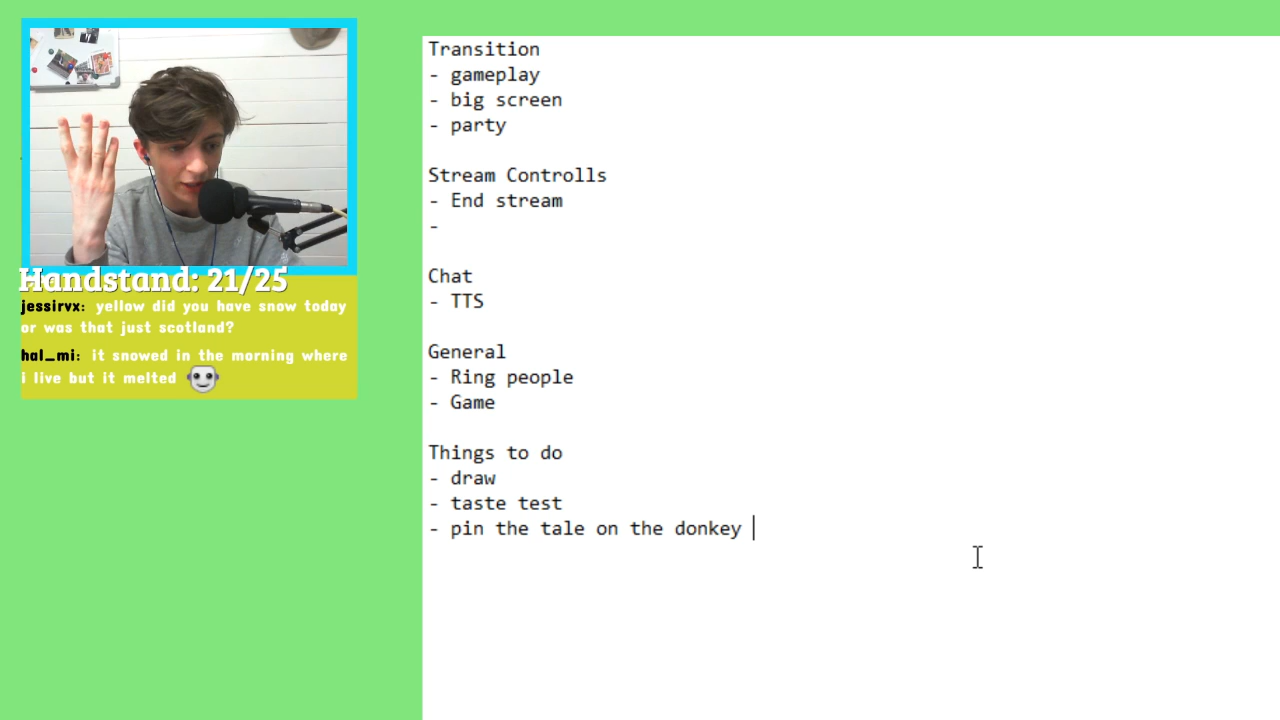 Handstand: 21/25
jessirvx: yellow did you have snow today
or was that just scotland?
hal_mi: it snowed in the morning where
i live but it melted
Transition
- gameplay
- big screen
- party
Stream Controlls
- End stream
-
Chat
- TTS
General
- Ring people
- Game
Things to do
- draw
- taste test
- pin the tale on the donkey